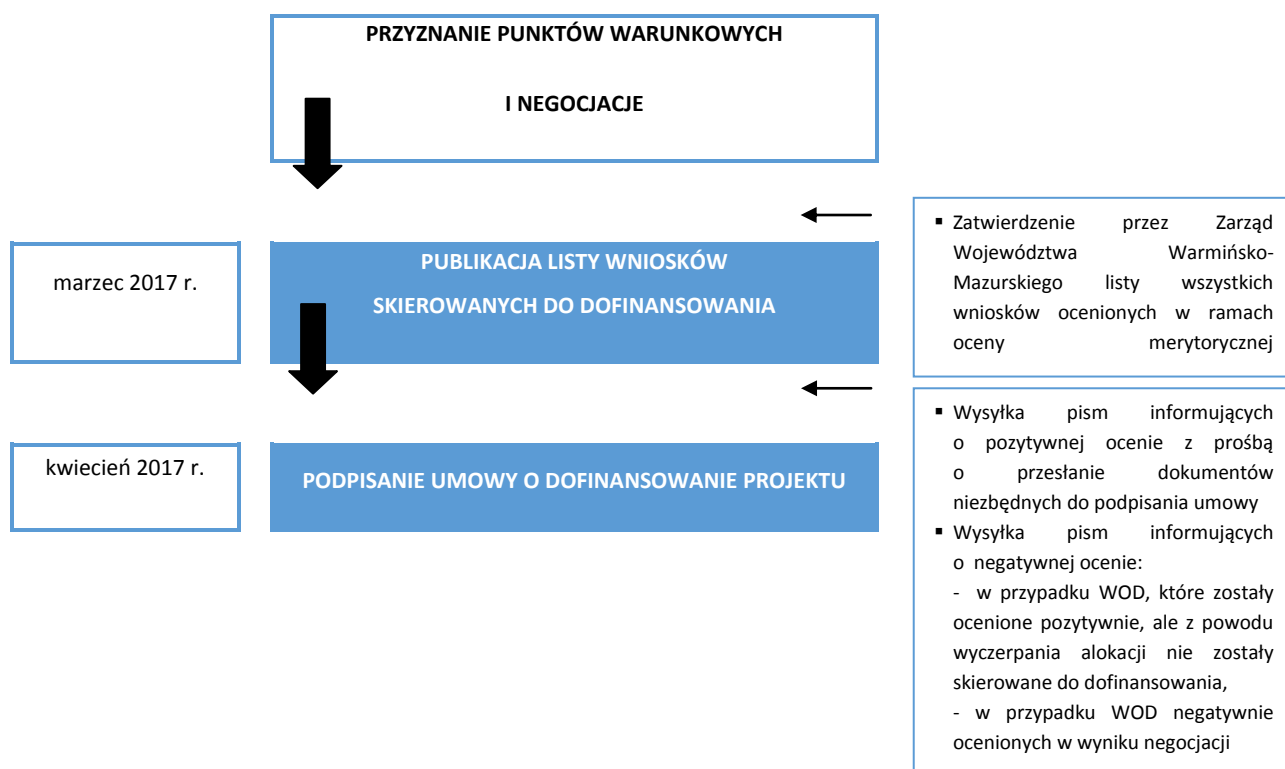 PRZYZNANIE PUNKTÓW WARUNKOWYCH
I NEGOCJACJE
marzec 2017 r.
PUBLIKACJA LISTY WNIOSKÓW
SKIEROWANYCH DO DOFINANSOWANIA
▪ Zatwierdzenie przez Zarząd
Województwa Warmińsko-
Mazurskiego listy wszystkich
wniosków ocenionych w ramach
oceny merytorycznej
kwiecień 2017 r.
PODPISANIE UMOWY O DOFINANSOWANIE PROJEKTU
▪ Wysyłka pism informujących
o pozytywnej ocenie z prośbą
o przesłanie dokumentów
niezbędnych do podpisania umowy
▪ Wysyłka pism informujących
o negatywnej ocenie:
- w przypadku WOD, które zostały
ocenione pozytywnie, ale z powodu
wyczerpania alokacji nie zostały
skierowane do dofinansowania,
- w przypadku WOD negatywnie
ocenionych w wyniku negocjacji